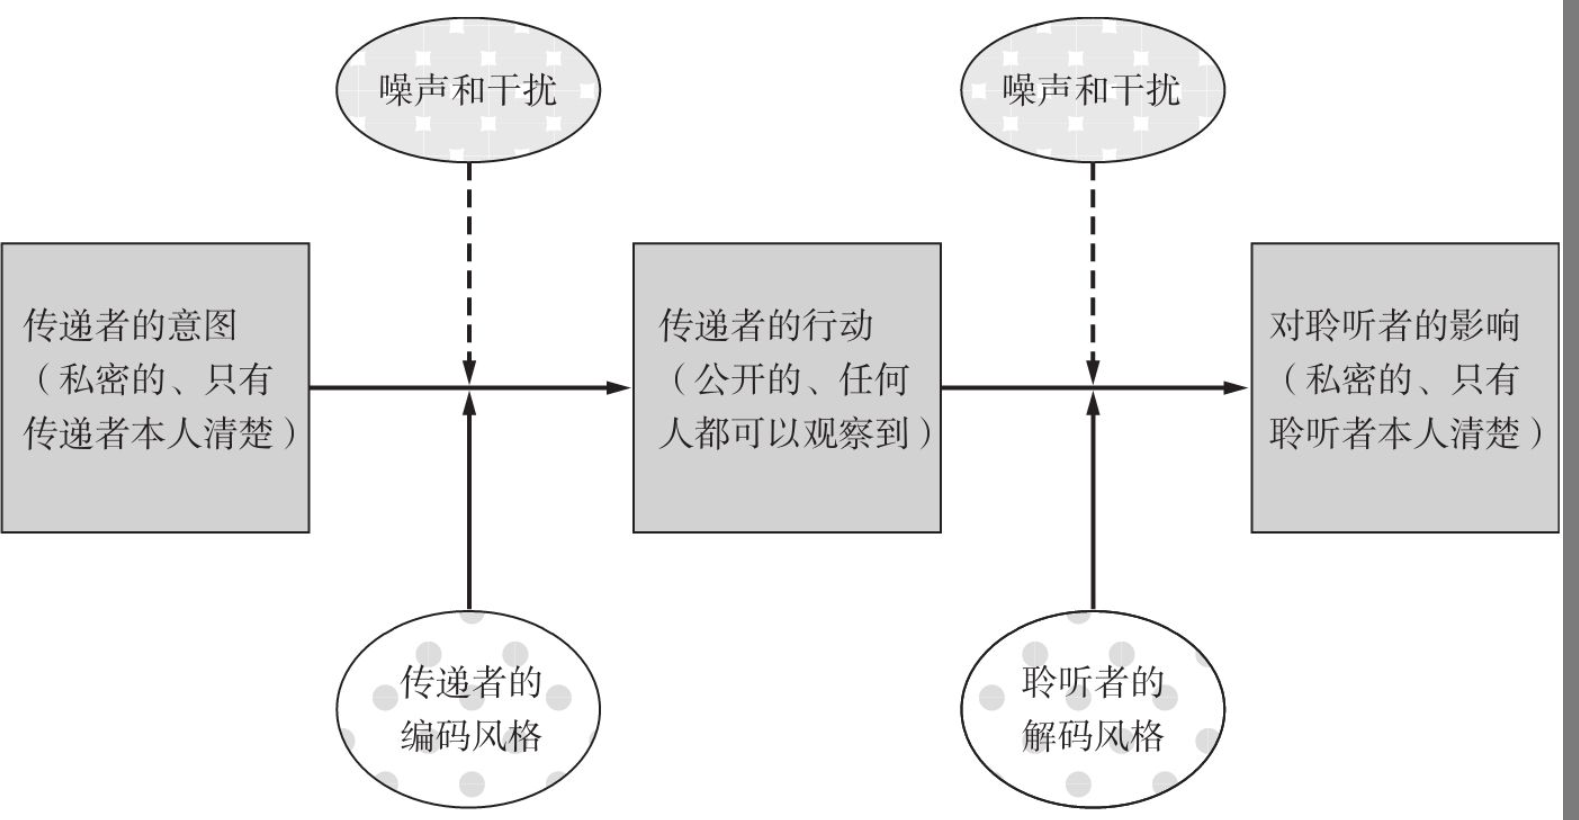 噪声和干扰
噪声和干扰
传递者的意图
（私密的、只有
传递者本人清楚）
传递者的行动
（公开的、任何
人都可以观察到）
对聆听者的影响
（私密的、只有
聆听者本人清楚）
传递者的
编码风格
聆听者的
解码风格